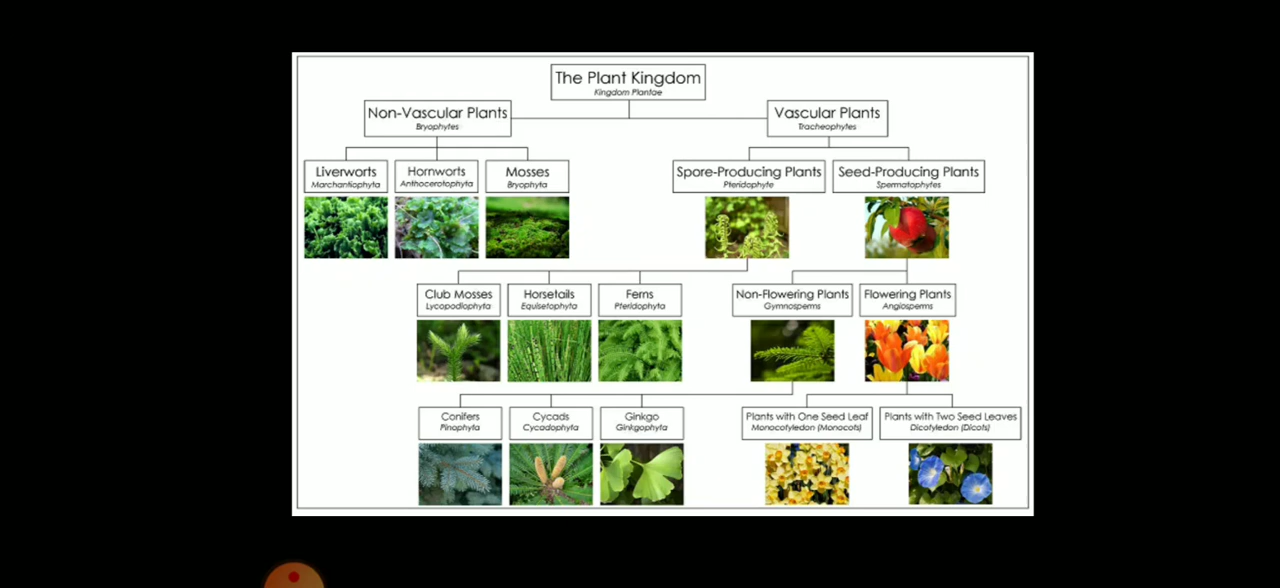 The Plant Kingdom
Kingdom Plantae
Non-Vascular Plants
Bryophytes
Vascular Plants
Tracheophytes
Liverworts
Marchantiophyta
Hornworts
Anthocerotophyta
Mosses
Bryophyta
Spore-Producing Plants
Pteridophyte
Seed-Producing Plants
Spermatophytes
Club Mosses
Lycopodiophyta
Horsetails
Equisetophyta
Ferns
Pteridophyta
Non-Flowering Plants
Gymnosperms
Flowering Plants
Angiosperms
Conifers
Pinophyta
Cycads
Cycadophyta
Ginkgo
Ginkgophyta
Plants with One Seed Leaf
Monocotyledon (Monocots)
Plants with Two Seed Leaves
Dicotyledon (Dicots)